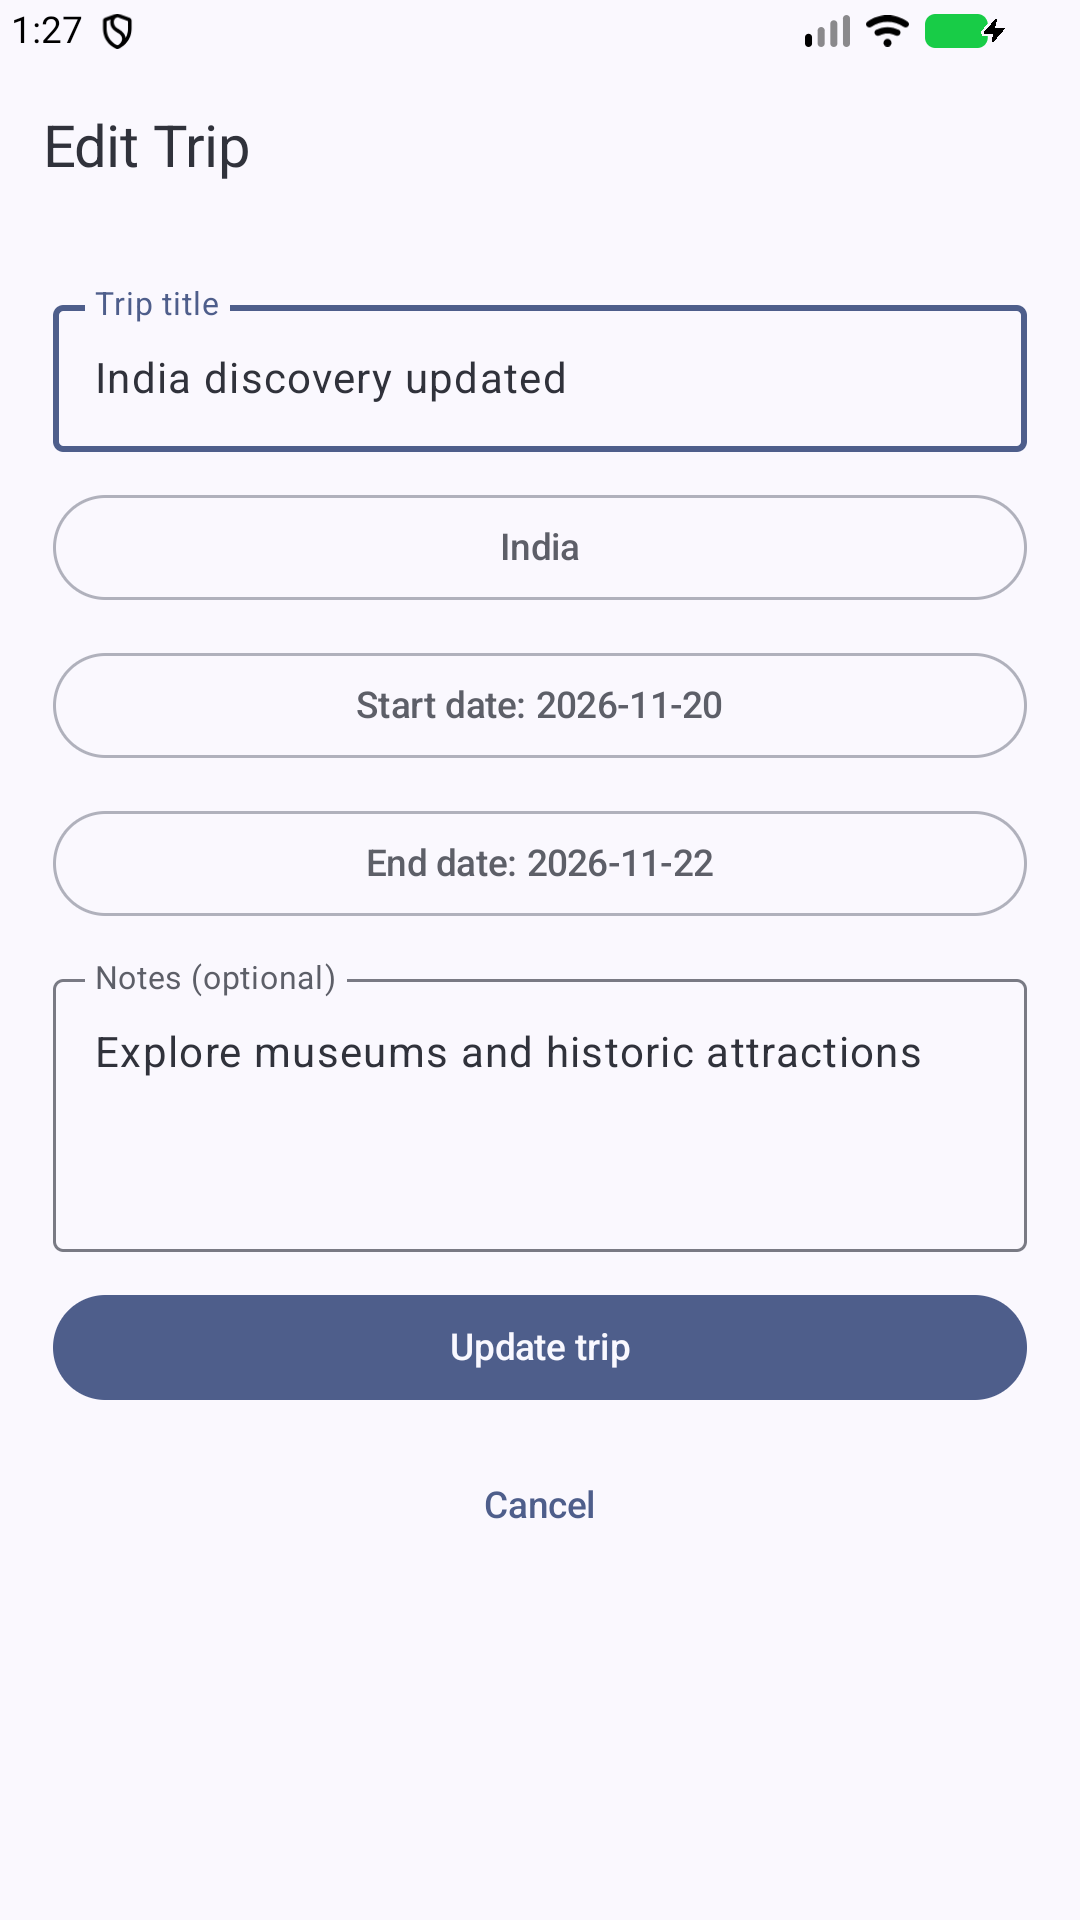 1:27
Edit Trip
Trip title
India discovery updated
India
Start date: 2026-11-20
End date: 2026-11-22
Notes (optional)
Explore museums and historic attractions
Update trip
Cancel